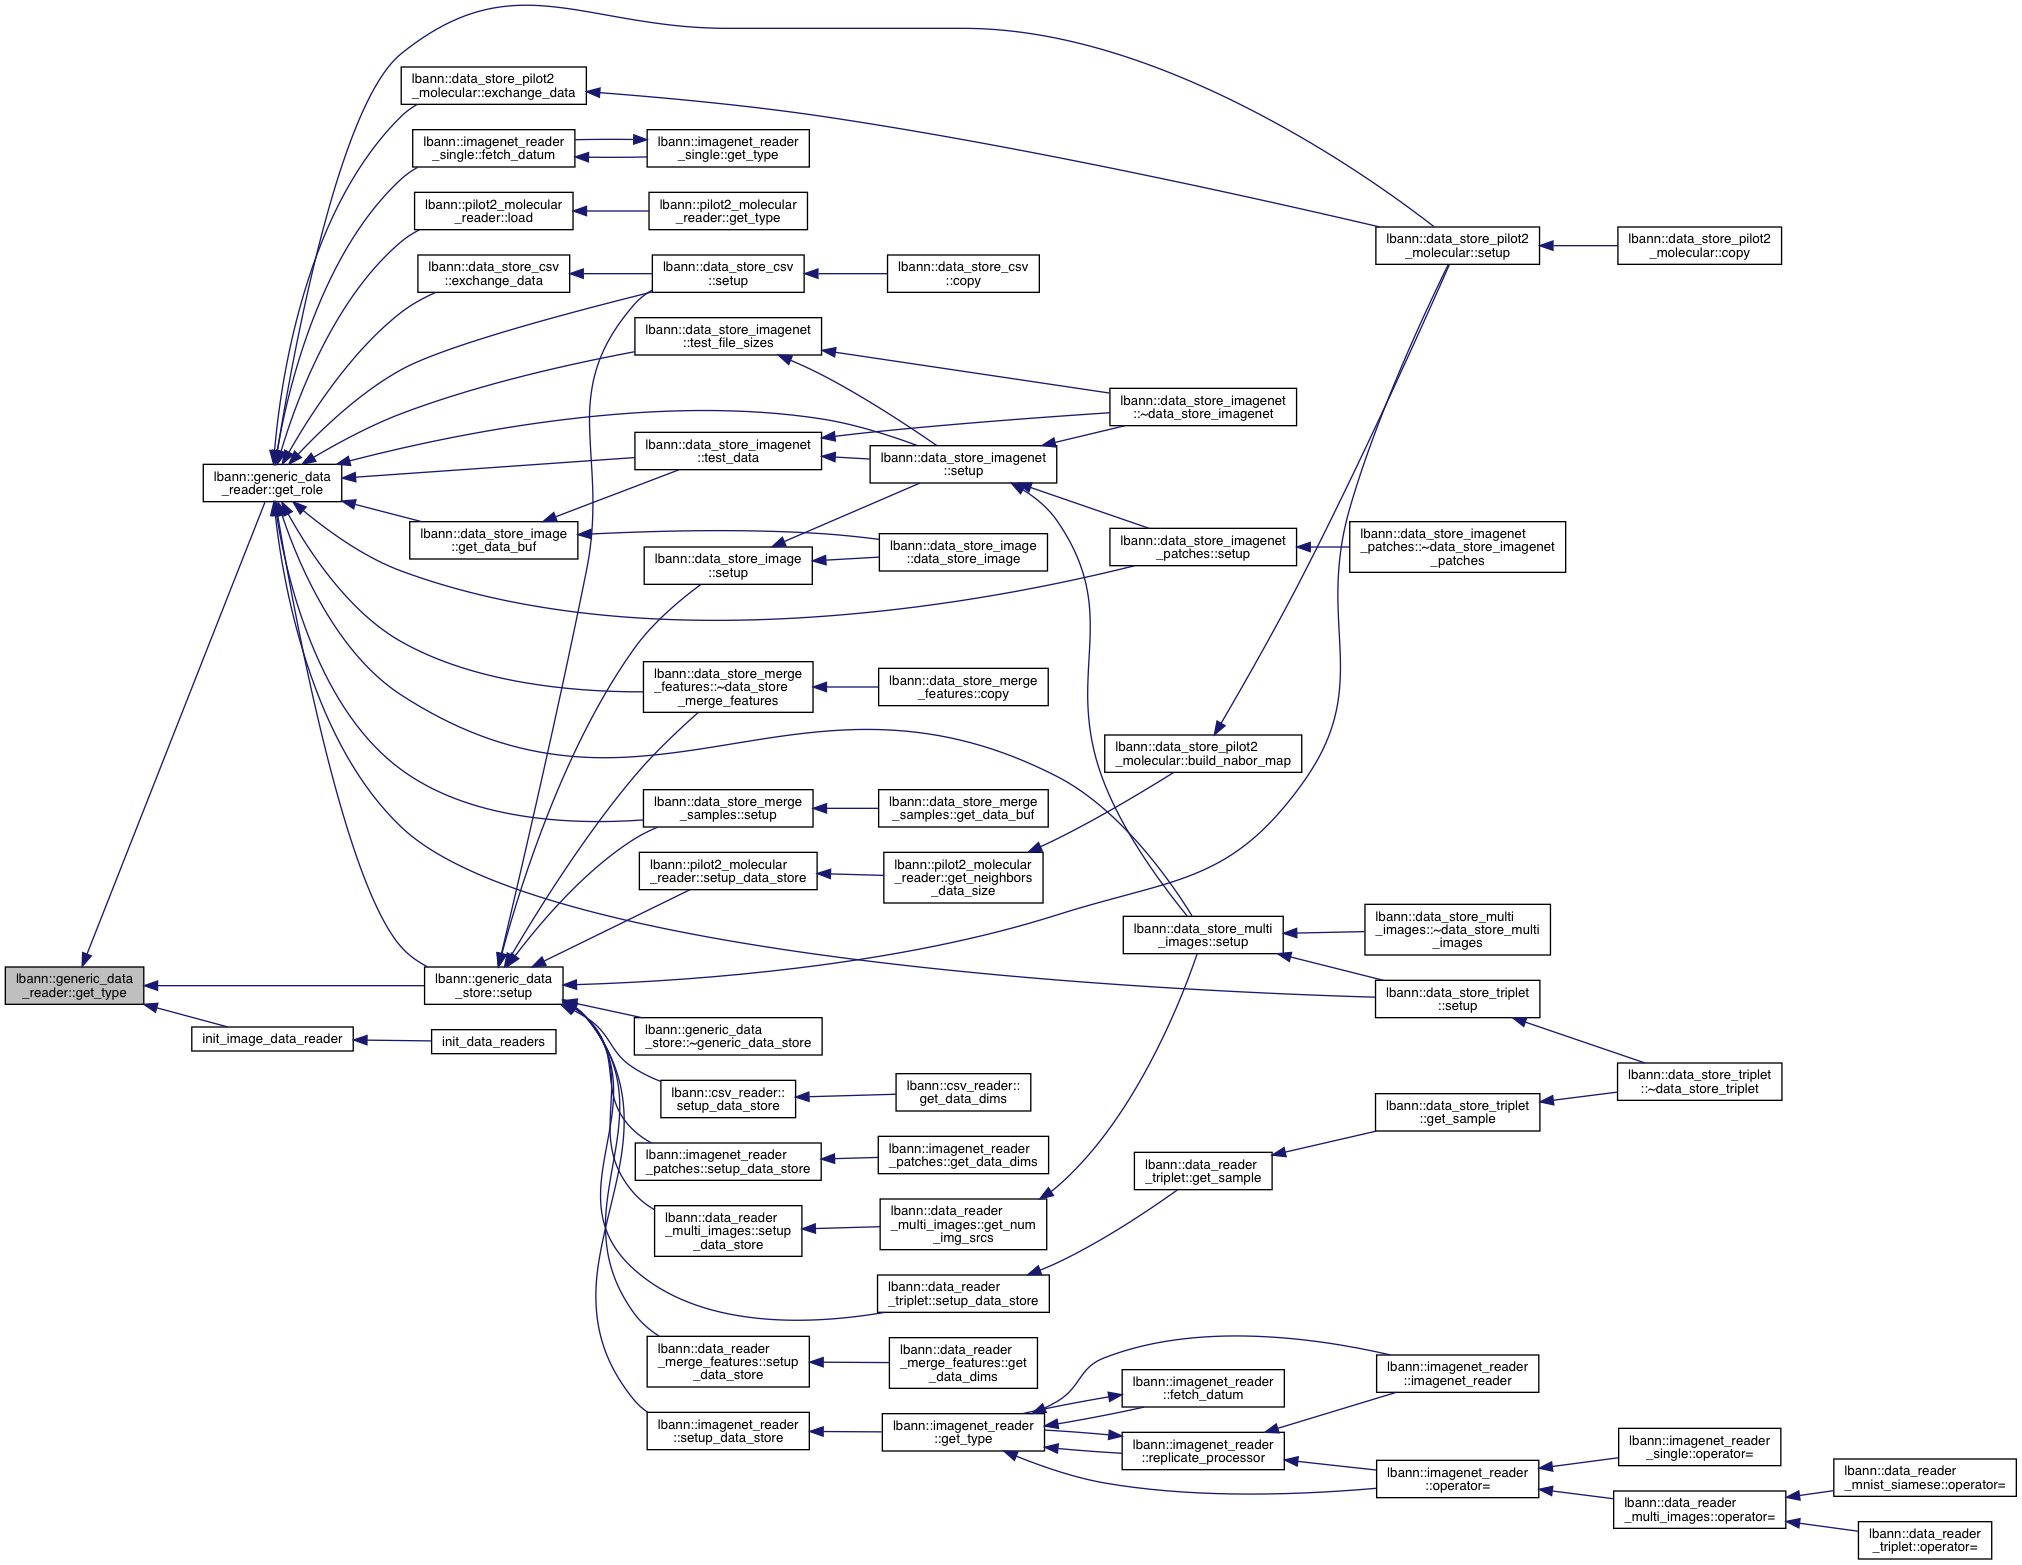 lbann::data_store_pilot2
_molecular::exchange_data
lbann::imagenet_reader
_single::fetch_datum
lbann::imagenet_reader
_single::get_type
lbann::pilot2_molecular
_reader::load
lbann::pilot2_molecular
_reader::get_type
lbann::data_store_pilot2
_molecular::setup
lbann::data_store_pilot2
_molecular::copy
lbann::data_store_csv
::exchange_data
lbann::data_store_csv
::setup
lbann::data_store_csv
::copy
lbann::data_store_imagenet
::test_file_sizes
lbann::data_store_imagenet
::~data_store_imagenet
lbann::data_store_imagenet
::test_data
lbann::data_store_imagenet
::setup
lbann::generic_data
_reader::get_role
lbann::data_store_image
::get_data_buf
lbann::data_store_image
::setup
lbann::data_store_image
::data_store_image
lbann::data_store_imagenet
_patches::setup
lbann::data_store_imagenet
_patches::~data_store_imagenet
_patches
lbann::data_store_merge
_features::~data_store
_merge_features
lbann::data_store_merge
_features::copy
lbann::data_store_pilot2
_molecular::build_nabor_map
lbann::data_store_merge
_samples::setup
lbann::data_store_merge
_samples::get_data_buf
lbann::pilot2_molecular
_reader::setup_data_store
lbann::pilot2_molecular
_reader::get_neighbors
_data_size
lbann::data_store_multi
_images::setup
lbann::data_store_multi
_images::~data_store_multi
_images
lbann::generic_data
_reader::get_type
lbann::generic_data
_store::setup
lbann::data_store_triplet
::setup
init_image_data_reader
init_data_readers
lbann::generic_data
_store::~generic_data_store
lbann::data_store_triplet
::~data_store_triplet
lbann::csv_reader::
setup_data_store
lbann::csv_reader::
get_data_dims
lbann::data_store_triplet
::get_sample
lbann::imagenet_reader
_patches::setup_data_store
lbann::imagenet_reader
_patches::get_data_dims
lbann::data_reader
_triplet::get_sample
lbann::data_reader
_multi_images::setup
_data_store
lbann::data_reader
_multi_images::get_num
_img_srcs
lbann::data_reader
_triplet::setup_data_store
lbann::data_reader
_merge_features::setup
_data_store
lbann::data_reader
_merge_features::get
_data_dims
lbann::imagenet_reader
::fetch_datum
lbann::imagenet_reader
::imagenet_reader
lbann::imagenet_reader
::setup_data_store
lbann::imagenet_reader
::get_type
lbann::imagenet_reader
::replicate_processor
lbann::imagenet_reader
::operator=
lbann::imagenet_reader
_single::operator=
lbann::data_reader
_multi_images::operator=
lbann::data_reader
_mnist_siamese::operator=
lbann::data_reader
_triplet::operator=